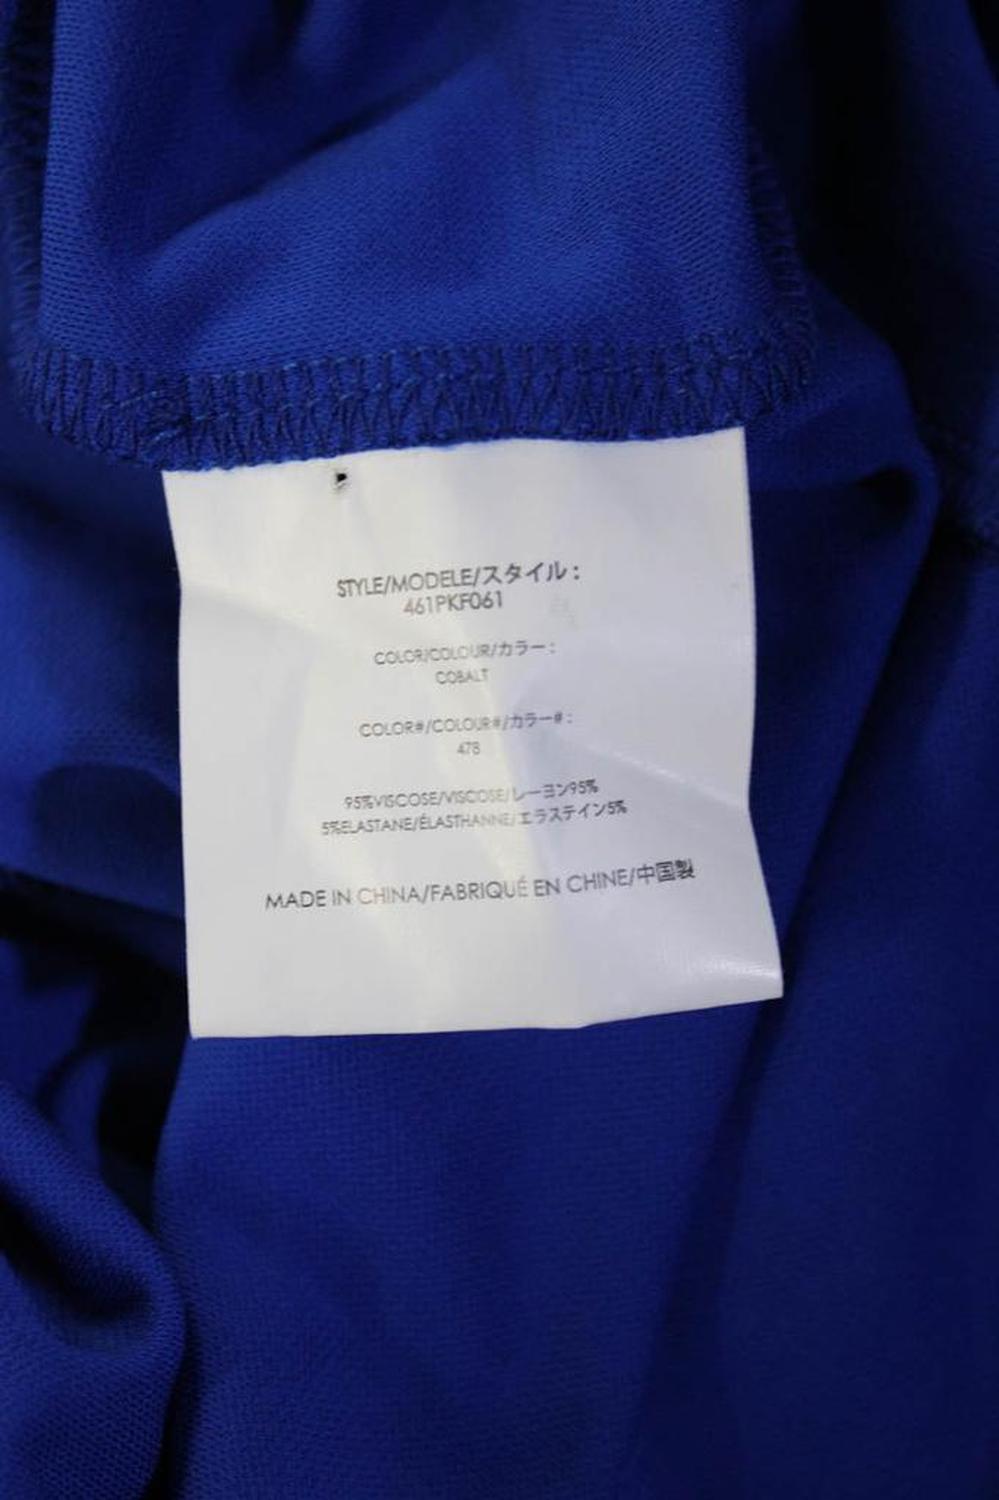 STYLE/MODELE/スタイル:
461PKF061
COLOR/COLOUR/カラー:
COBALT
COLOR#/COLOUR#/カラー#:
478
95%VISCOSE/VISCOSE/レーヨン95%
5%ELASTANE/ÉLASTHANNE/エラステイン5%
MADE IN CHINA/FABRIQUÉ EN CHINE/中国製